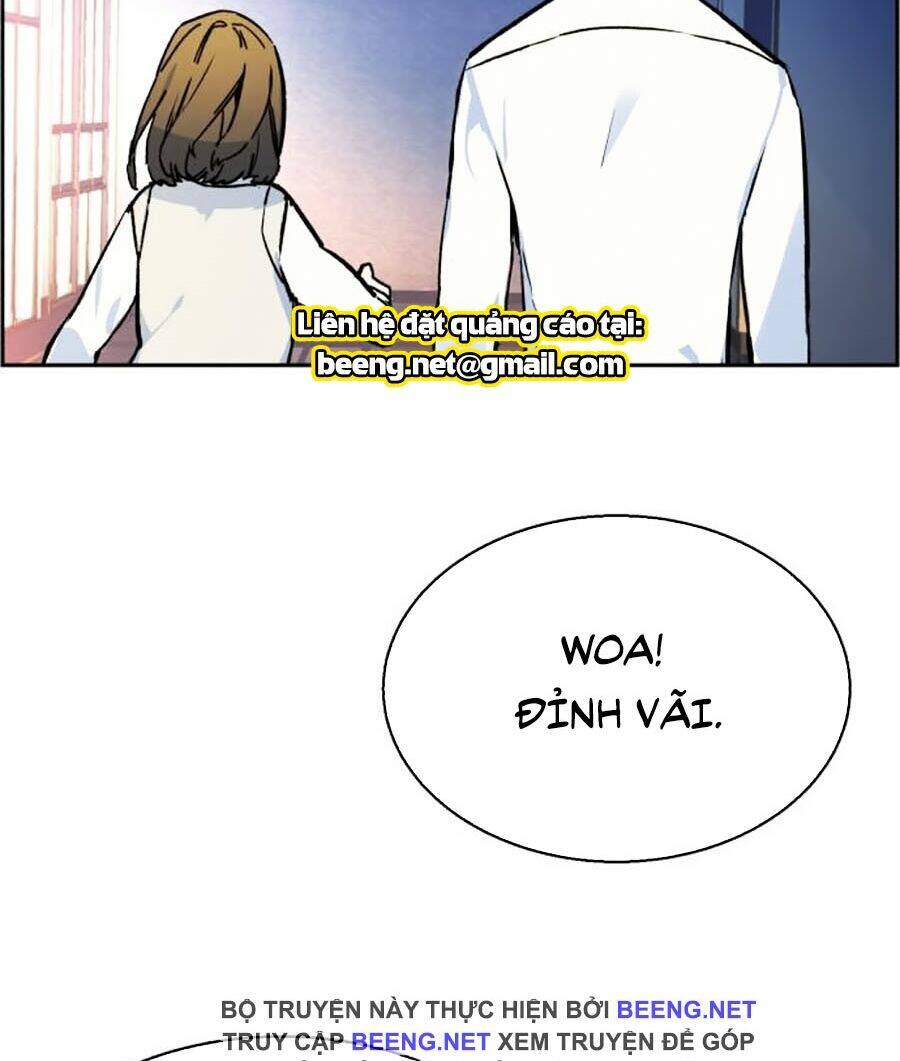 Liên hệ đặt quảng cáo tại:
beeng.net@gmail.com
WOA!
ĐỈNH VÃI.
BỘ TRUYỆN NÀY THỰC HIỆN BỞI BEENG.NET
TRUY CẬP BEENG.NET XEM TRUYỆN ĐỂ GÓP